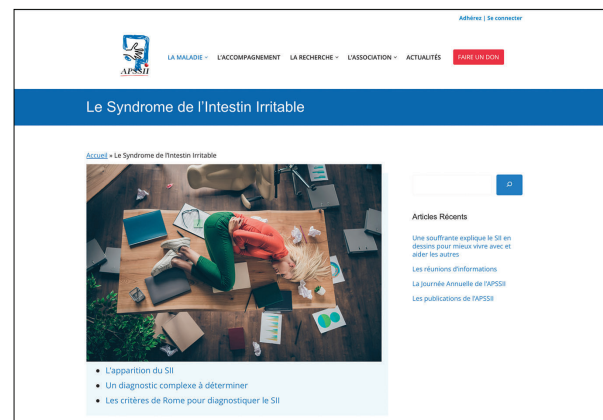 Adhérez | Se connecter
APSSII
LA MALADIE L'ACCOMPAGNEMENT LA RECHERCHE L'ASSOCIATION ACTUALITÉS FAIRE UN DON
Le Syndrome de l'Intestin Irritable
Accueil » Le Syndrome de l'Intestin Irritable
Articles Récents
Une souffrante explique le SII en
dessins pour mieux vivre avec et
aider les autres
Les réunions d'informations
La Journée Annuelle de l'APSSII
Les publications de l'APSSII
L'apparition du SII
Un diagnostic complexe à déterminer
Les critères de Rome pour diagnostiquer le SII